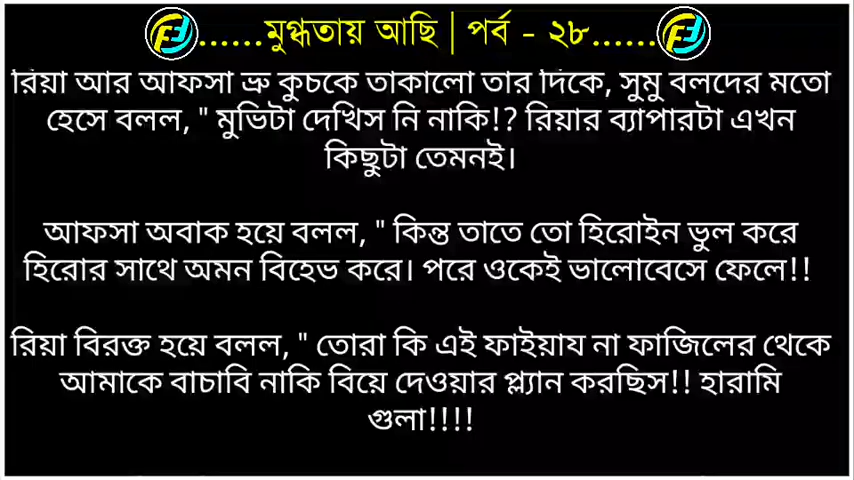 ......মুগ্ধতায় আছি | পর্ব - ২৮......
রিয়া আর আফসা ভ্রু কুচকে তাকালো তার দিকে, সুমু বলদের মতো
হেসে বলল, " মুভিটা দেখিস নি নাকি!? রিয়ার ব্যাপারটা এখন
কিছুটা তেমনই।
আফসা অবাক হয়ে বলল, " কিন্তু তাতে তো হিরোইন ভুল করে
হিরোর সাথে অমন বিহেভ করে। পরে ওকেই ভালোবেসে ফেলে!!
রিয়া বিরক্ত হয়ে বলল, " তোরা কি এই ফাইয়ায না ফাজিলের থেকে
আমাকে বাচাবি নাকি বিয়ে দেওয়ার প্ল্যান করছিস!! হারামি
গুলা!!!!